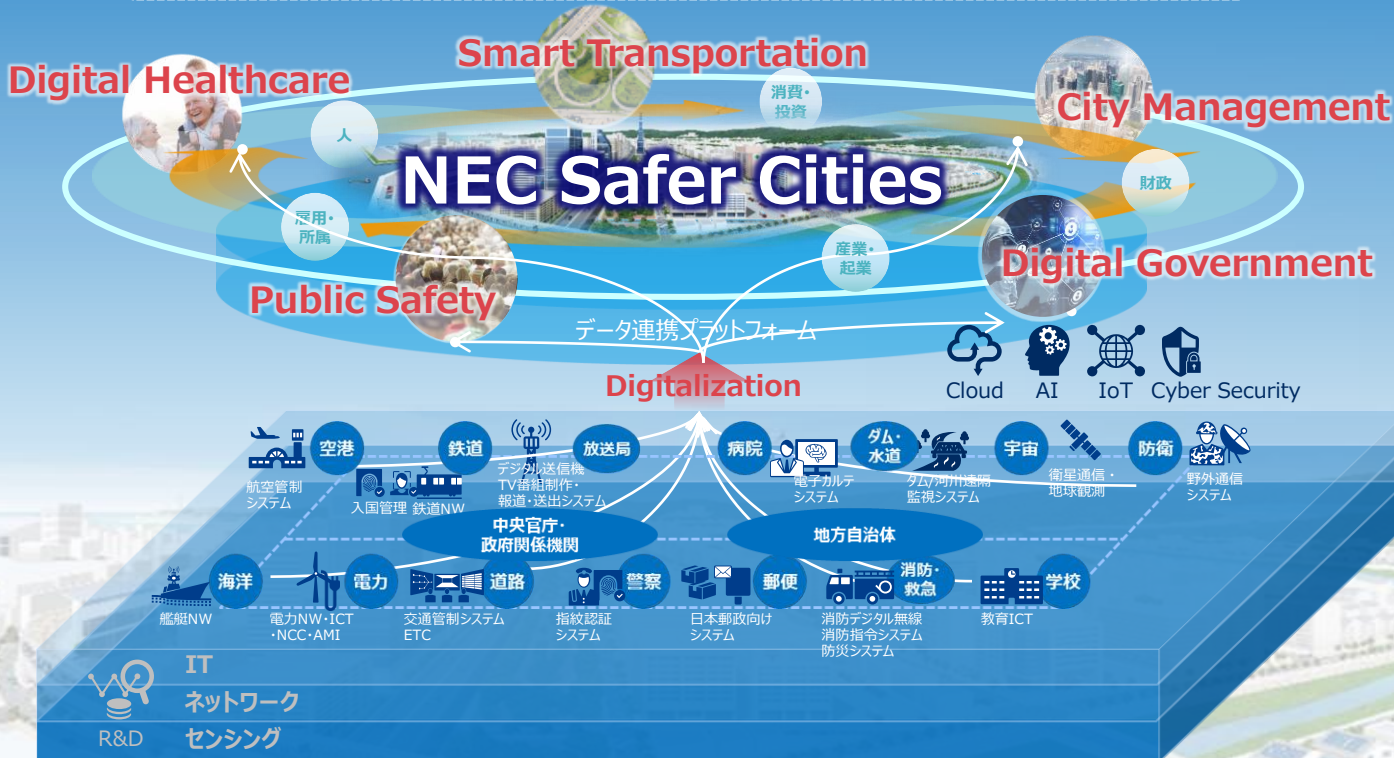 Smart Transportation
Digital Healthcare
City Management
消費・
投資
人
NEC Safer Cities
財政
雇用・
所属
産業・
起業
Digital Government
Public Safety
データ連携プラットフォーム
Digitalization
Cloud
AI
IoT
Cyber Security
空港
鉄道
放送局
病院
ダム・
水道
宇宙
防衛
航空管制
システム
入国管理
鉄道NW
デジタル送信機
TV番組制作・
報道・送出システム
電子カルテ
システム
ダム/河川遠隔
監視システム
衛星通信・
地球観測
野外通信
システム
中央官庁・
政府関係機関
地方自治体
海洋
電力
道路
警察
郵便
消防・
救急
学校
艦艇NW
電力NW・ICT
・NCC・AMI
交通管制システム
ETC
指紋認証
システム
日本郵政向け
システム
消防デジタル無線
消防指令システム
防災システム
教育ICT
IT
ネットワーク
R&D
センシング